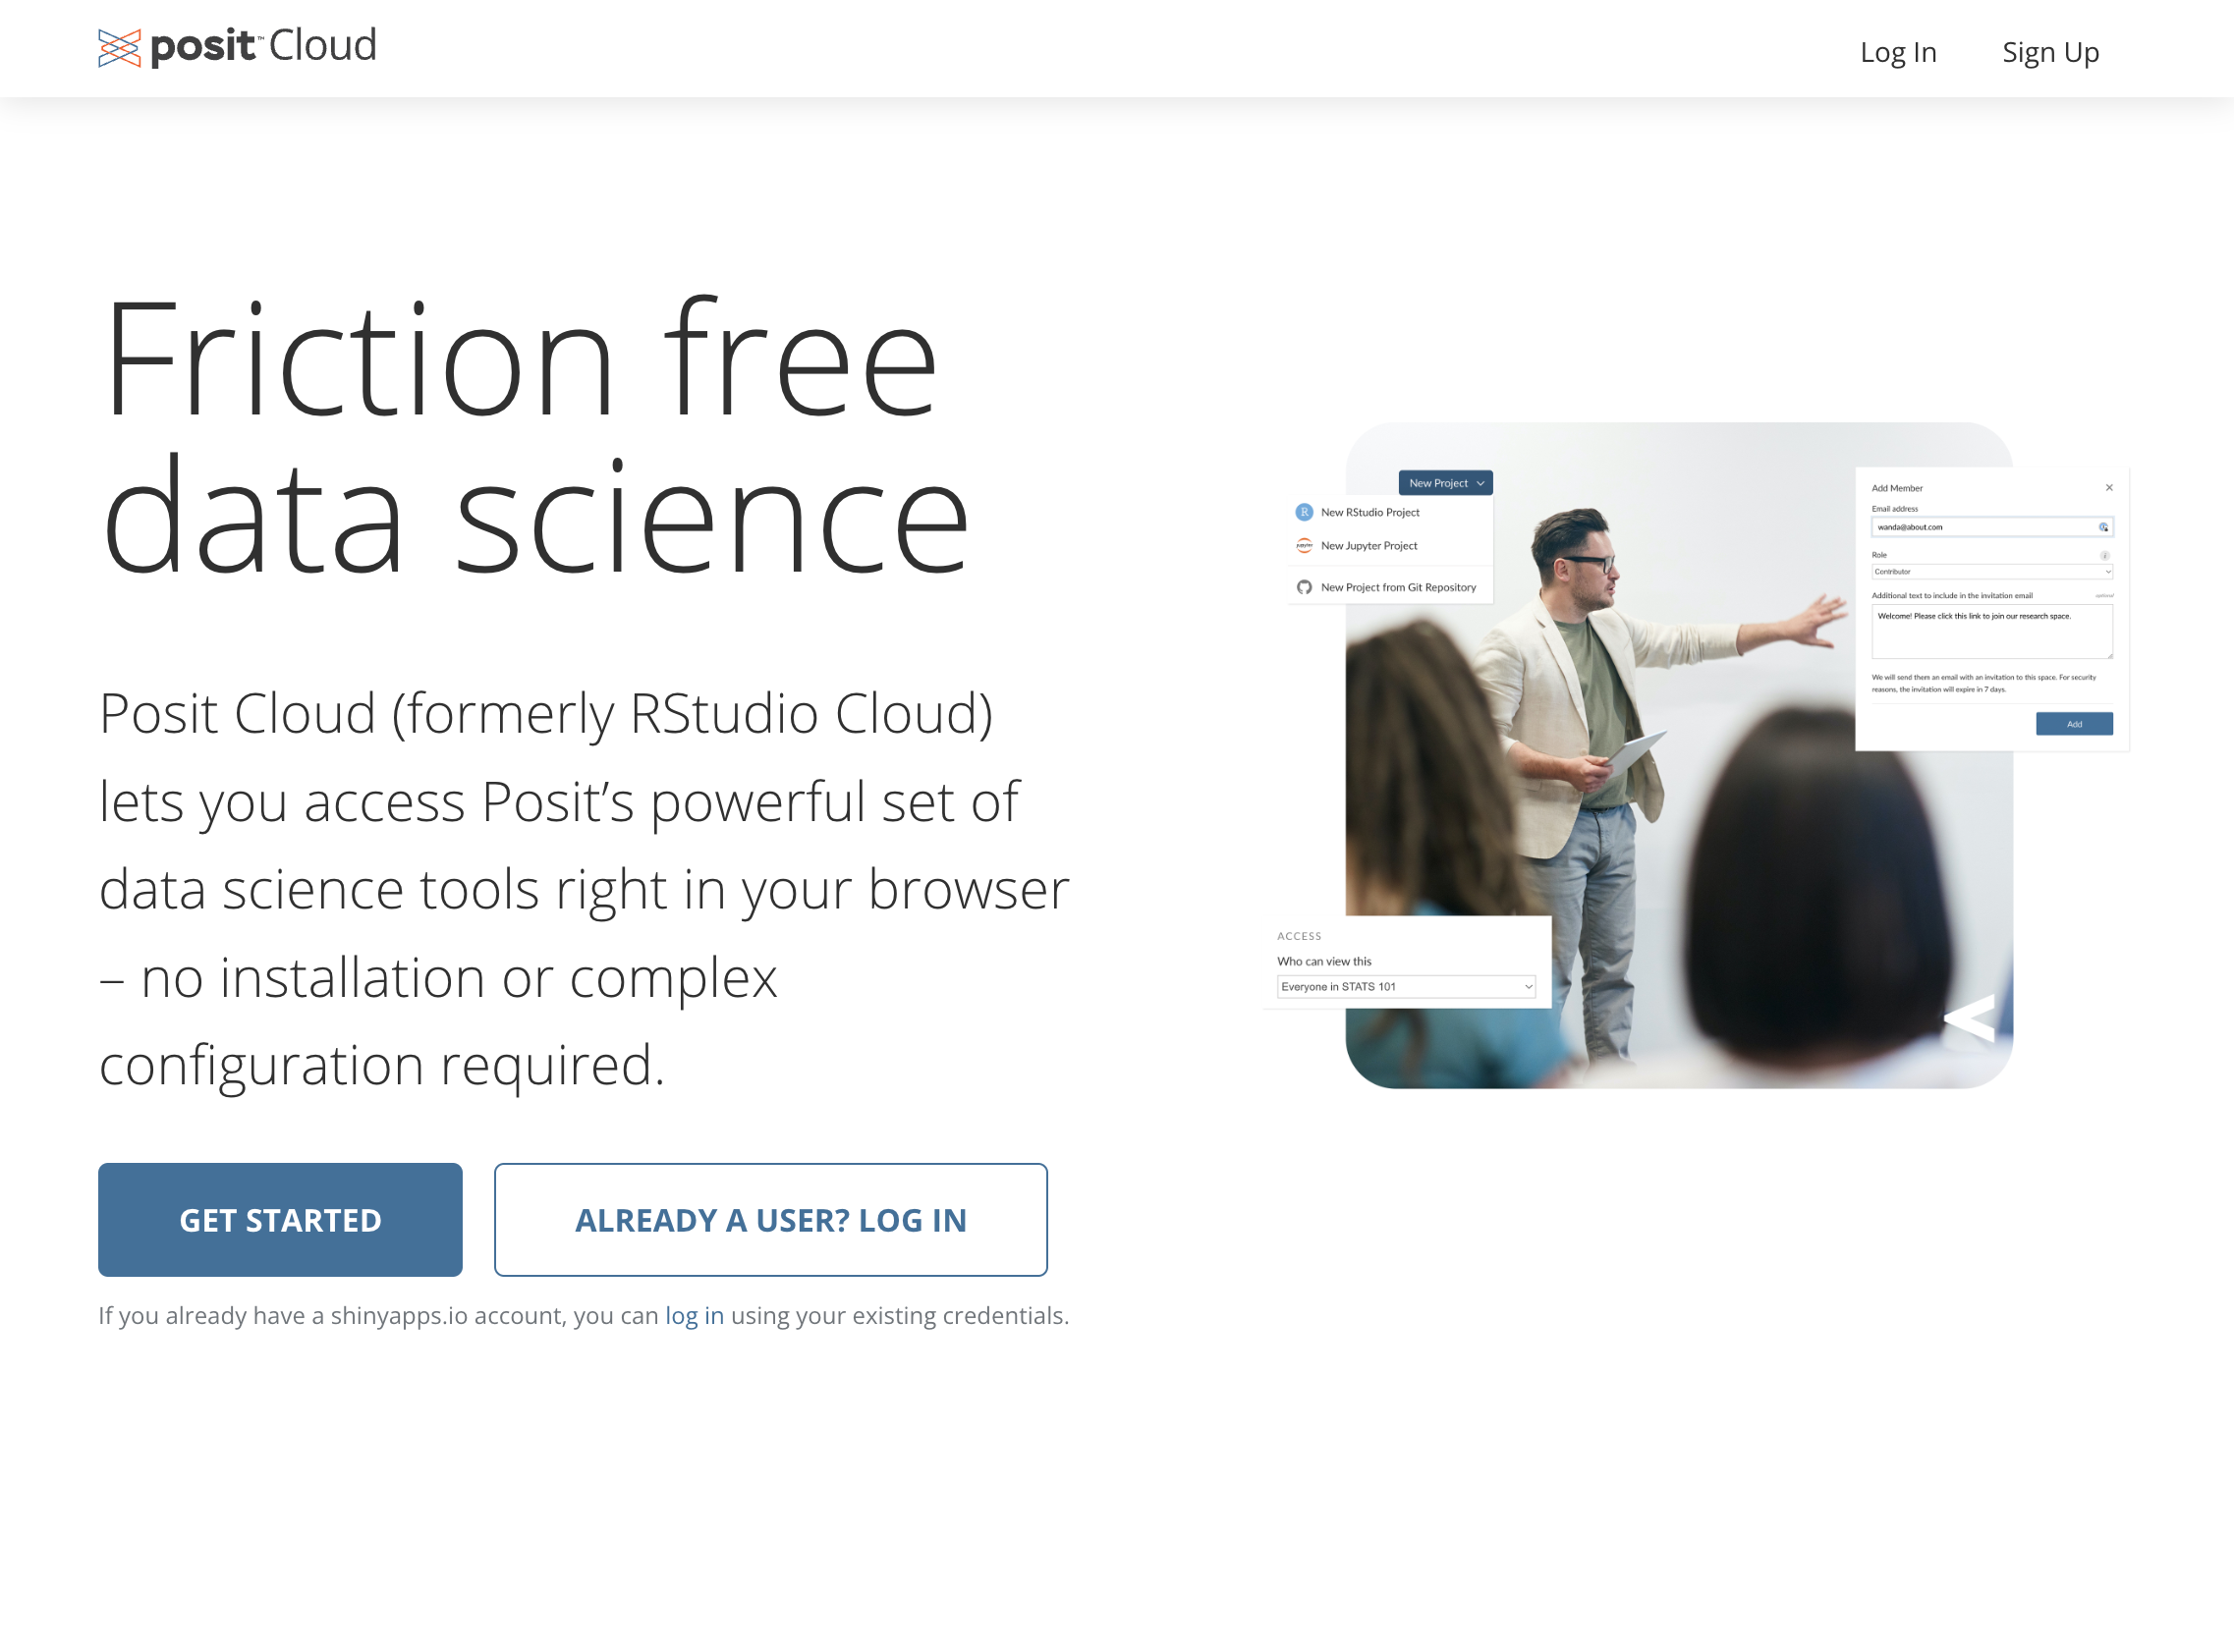 posit™ Cloud
Log In
Sign Up
Friction free
data science
Posit Cloud (formerly RStudio Cloud)
lets you access Posit’s powerful set of
data science tools right in your browser
– no installation or complex
configuration required.
GET STARTED
ALREADY A USER? LOG IN
If you already have a shinyapps.io account, you can log in using your existing credentials.
New Project
R New RStudio Project
jupyter New Jupyter Project
New Project from Git Repository
Add Member
Email address
wanda@about.com
Role
Contributor
Additional text to include in the invitation email optional
Welcome! Please click this link to join our research space.
We will send them an email with an invitation to this space. For security
reasons, the invitation will expire in 7 days.
Add
ACCESS
Who can view this
Everyone in STATS 101